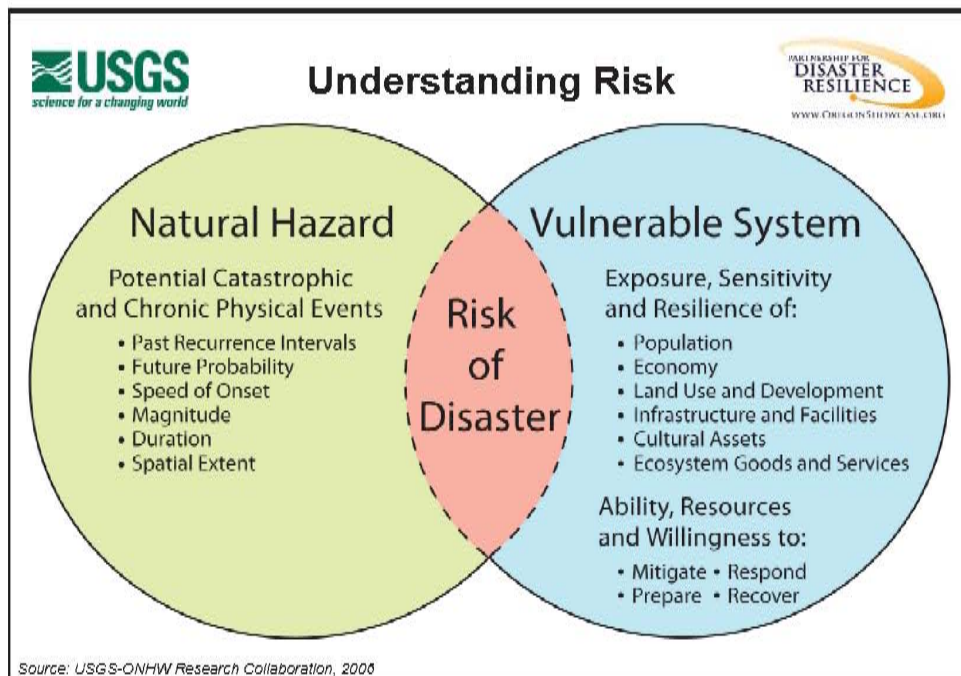 USGS
science for a changing world
Understanding Risk
PARTNERSHIP FOR
DISASTER
RESILIENCE
WWW.OREGONSHOWCASE.ORG
Natural Hazard
Potential Catastrophic
and Chronic Physical Events
• Past Recurrence Intervals
• Future Probability
• Speed of Onset
• Magnitude
• Duration
• Spatial Extent
Risk
of
Disaster
Vulnerable System
Exposure, Sensitivity
and Resilience of:
• Population
• Economy
• Land Use and Development
• Infrastructure and Facilities
• Cultural Assets
• Ecosystem Goods and Services
Ability, Resources
and Willingness to:
• Mitigate • Respond
• Prepare • Recover
Source: USGS-ONHW Research Collaboration, 2006